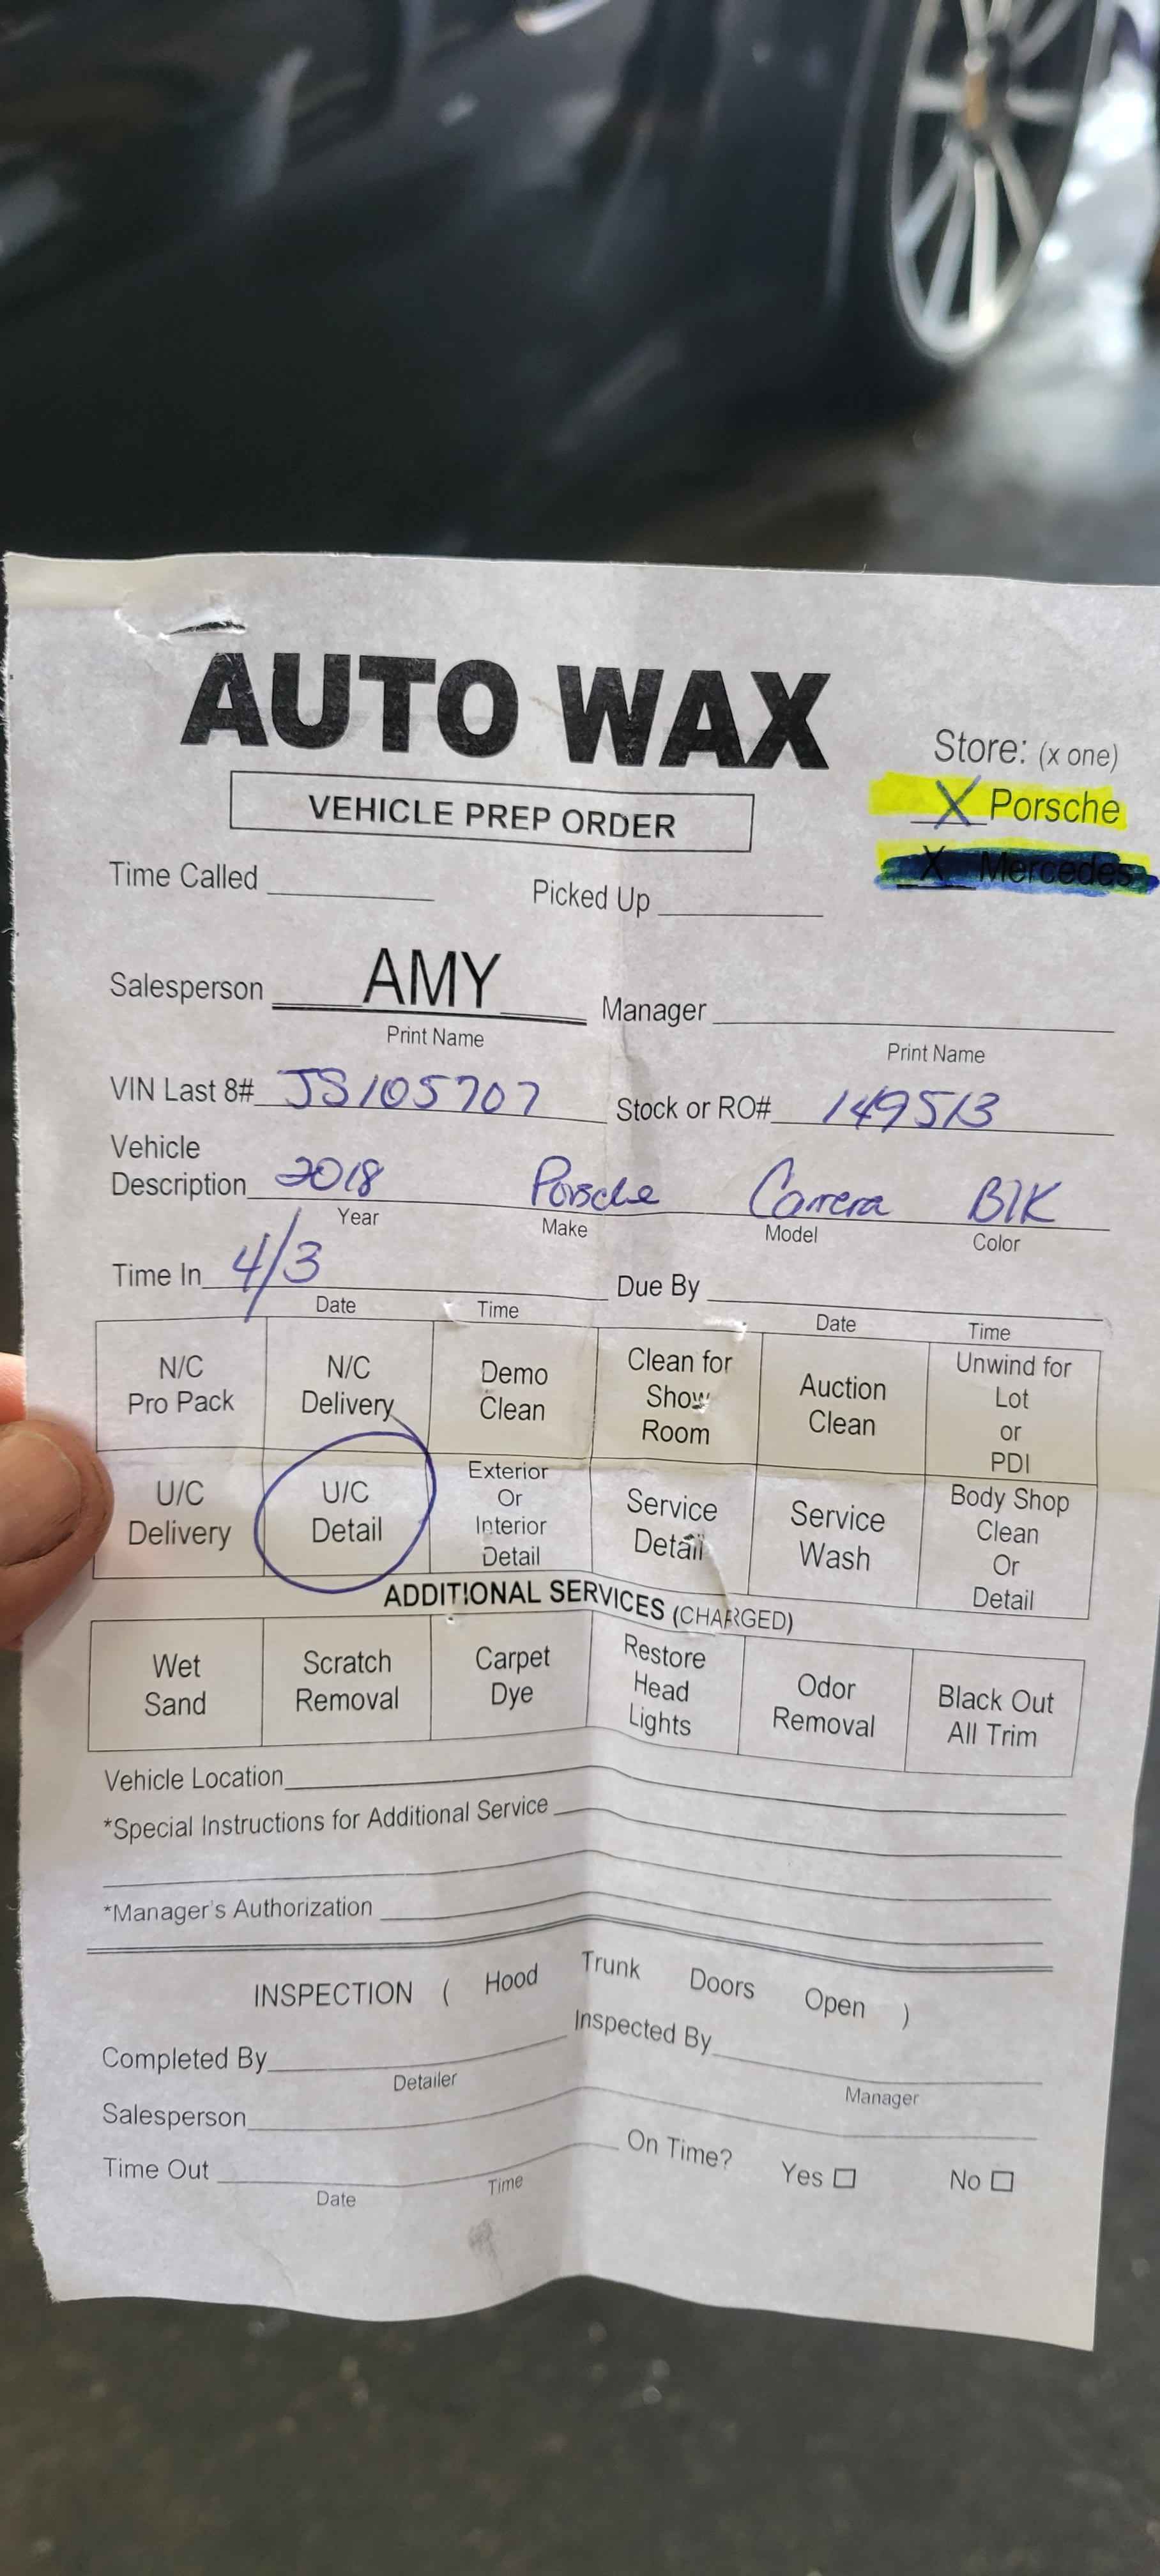 AUTO WAX
Store: (x one)
VEHICLE PREP ORDER
X Porsche
X Mercedes
Time Called Picked Up
Salesperson AMY Manager
Print Name Print Name
VIN Last 8# JS105707 Stock or RO# 149513
Vehicle
Description 2018 Porsche Carrera Blk
Year Make Model Color
Time In 4/3 Due By
Date Time Date Time
N/C Pro Pack N/C Delivery Demo Clean Clean for Show Room Auction Clean Unwind for Lot or PDI
U/C Delivery U/C Detail Exterior Or Interior Detail Service Detail Service Wash Body Shop Clean Or Detail
ADDITIONAL SERVICES (CHARGED)
Wet Sand Scratch Removal Carpet Dye Restore Head Lights Odor Removal Black Out All Trim
Vehicle Location
*Special Instructions for Additional Service
*Manager's Authorization
INSPECTION ( Hood Trunk Doors Open )
Completed By Inspected By
Detailer Manager
Salesperson
On Time? Yes No
Time Out
Date Time